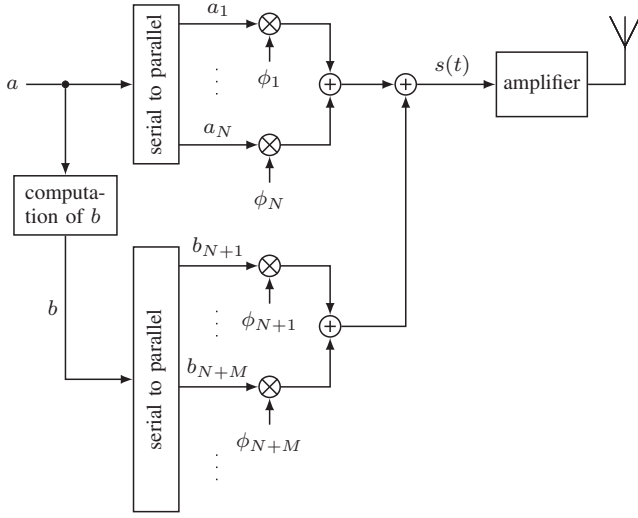 a
serial to parallel
a_1
ϕ_1
a_N
ϕ_N
s(t)
amplifier
computa-
tion of b
b
serial to parallel
b_{N+1}
ϕ_{N+1}
b_{N+M}
ϕ_{N+M}